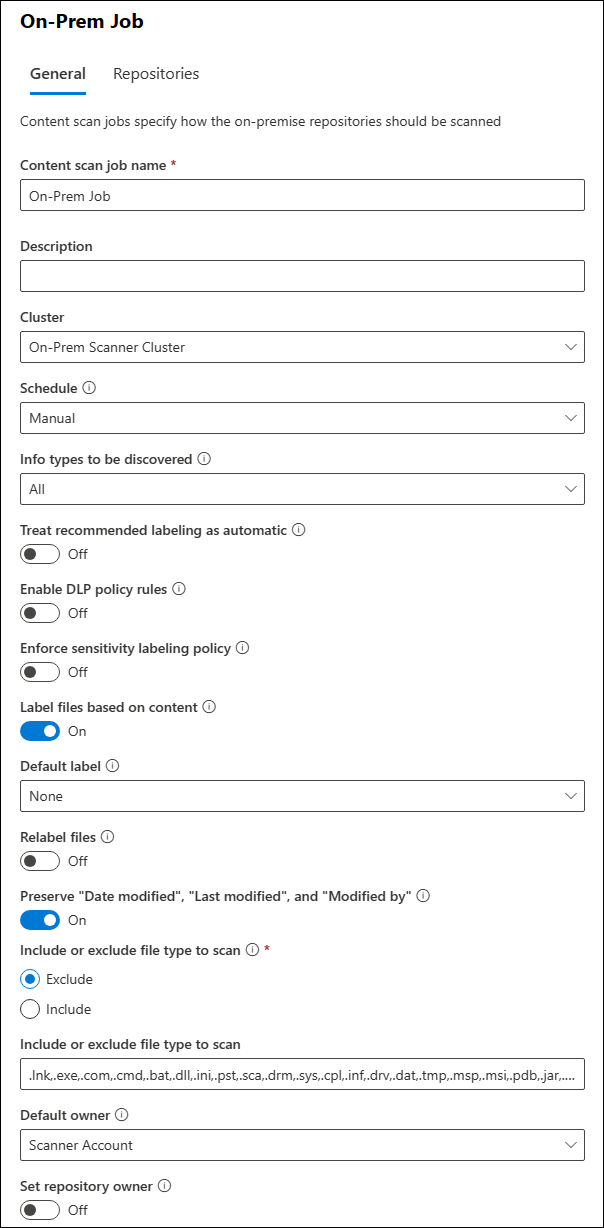 On-Prem Job
General Repositories
Content scan jobs specify how the on-premise repositories should be scanned
Content scan job name *
On-Prem Job
Description
Cluster
On-Prem Scanner Cluster
Schedule
Manual
Info types to be discovered
All
Treat recommended labeling as automatic
Off
Enable DLP policy rules
Off
Enforce sensitivity labeling policy
Off
Label files based on content
On
Default label
None
Relabel files
Off
Preserve "Date modified", "Last modified", and "Modified by"
On
Include or exclude file type to scan *
Exclude
Include
Include or exclude file type to scan
.lnk,.exe,.com,.cmd,.bat,.dll,.ini,.pst,.sca,.drm,.sys,.cpl,.inf,.drv,.dat,.tmp,.msp,.msi,.pdb,.jar,....
Default owner
Scanner Account
Set repository owner
Off